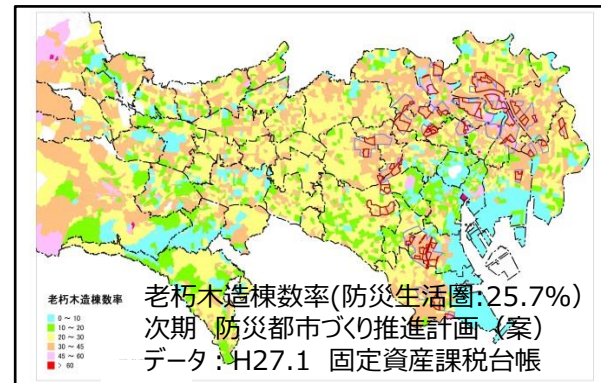 老朽木造棟数率
0 ～ 10
10 ～ 20
20 ～ 30
30 ～ 45
45 ～ 60
> 60
老朽木造棟数率(防災生活圏:25.7%)
次期 防災都市づくり推進計画（案）
データ：H27.1 固定資産課税台帳